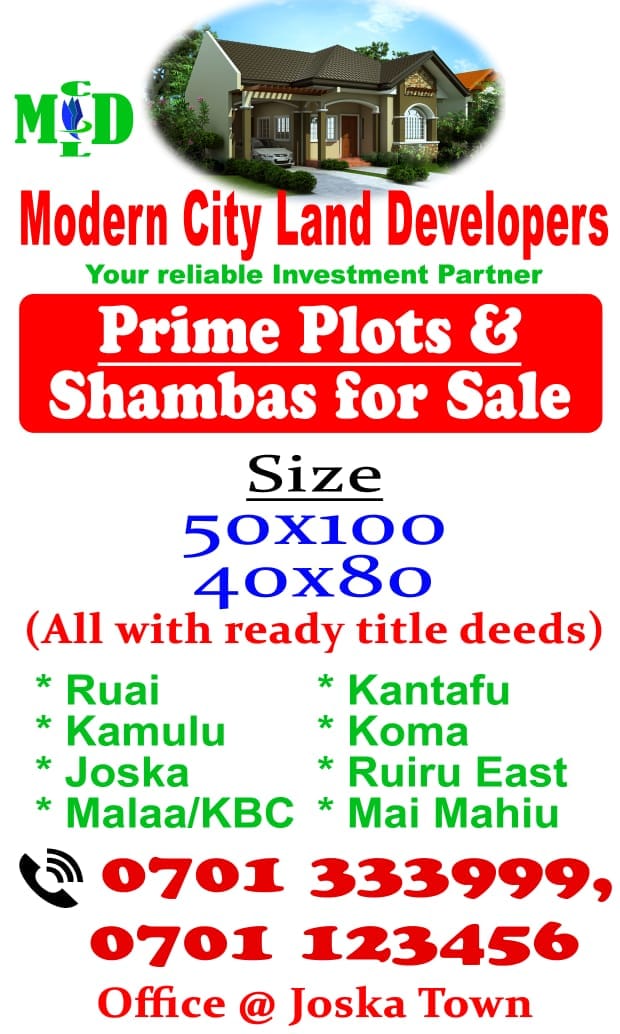 MCDL
Modern City Land Developers
Your reliable Investment Partner
Prime Plots &
Shambas for Sale
Size
50x100
40x80
(All with ready title deeds)
* Ruai
* Kamulu
* Joska
* Malaa/KBC
* Kantafu
* Koma
* Ruiru East
* Mai Mahiu
0701 333999,
0701 123456
Office @ Joska Town